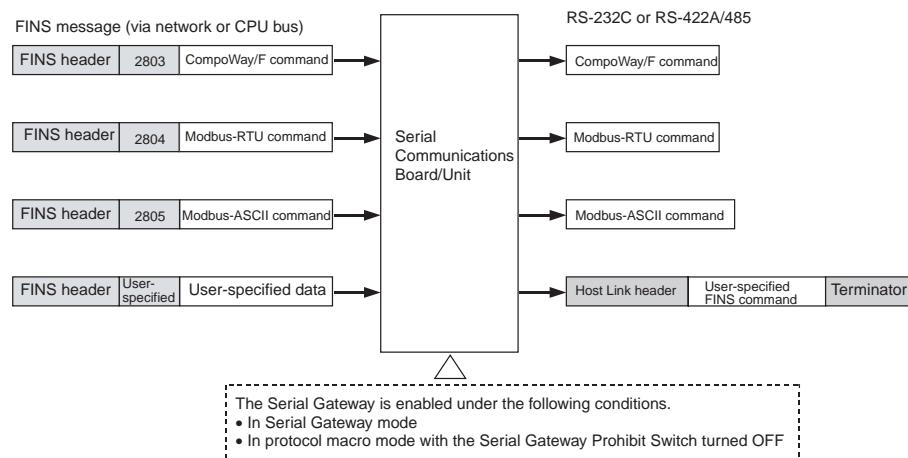 FINS message (via network or CPU bus)
RS-232C or RS-422A/485
FINS header 2803 CompoWay/F command
CompoWay/F command
FINS header 2804 Modbus-RTU command
Modbus-RTU command
Serial
Communications
Board/Unit
FINS header 2805 Modbus-ASCII command
Modbus-ASCII command
FINS header
User-
specified
User-specified data
Host Link header
User-specified
FINS command
Terminator
The Serial Gateway is enabled under the following conditions.
• In Serial Gateway mode
• In protocol macro mode with the Serial Gateway Prohibit Switch turned OFF